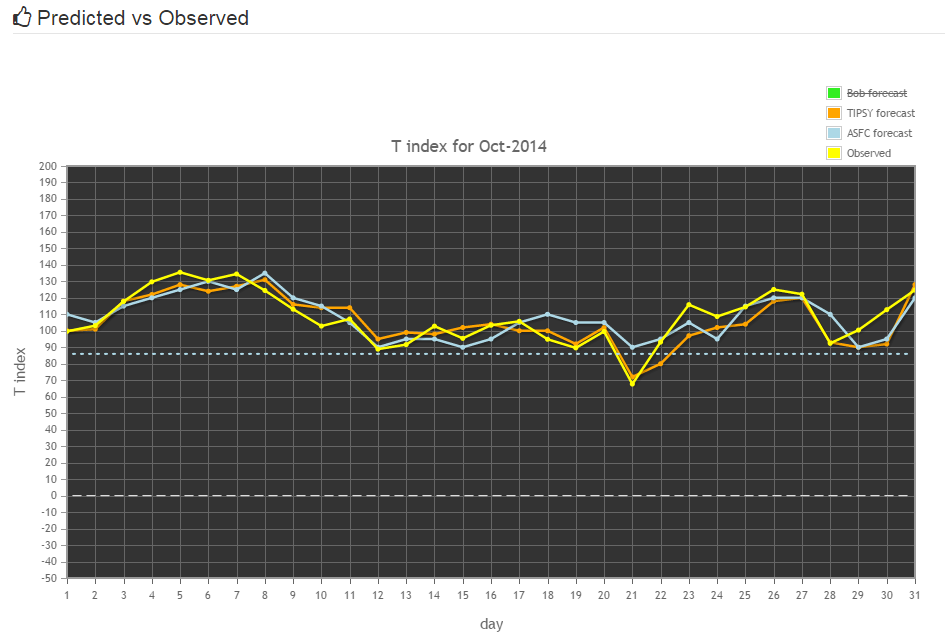 Predicted vs Observed
Bob forecast
TIPSY forecast
ASFC forecast
Observed
T index for Oct-2014
200
190
180
170
160
150
140
130
120
110
100
90
80
70
60
50
40
30
20
10
0
-10
-20
-30
-40
-50
T index
1 2 3 4 5 6 7 8 9 10 11 12 13 14 15 16 17 18 19 20 21 22 23 24 25 26 27 28 29 30 31
day